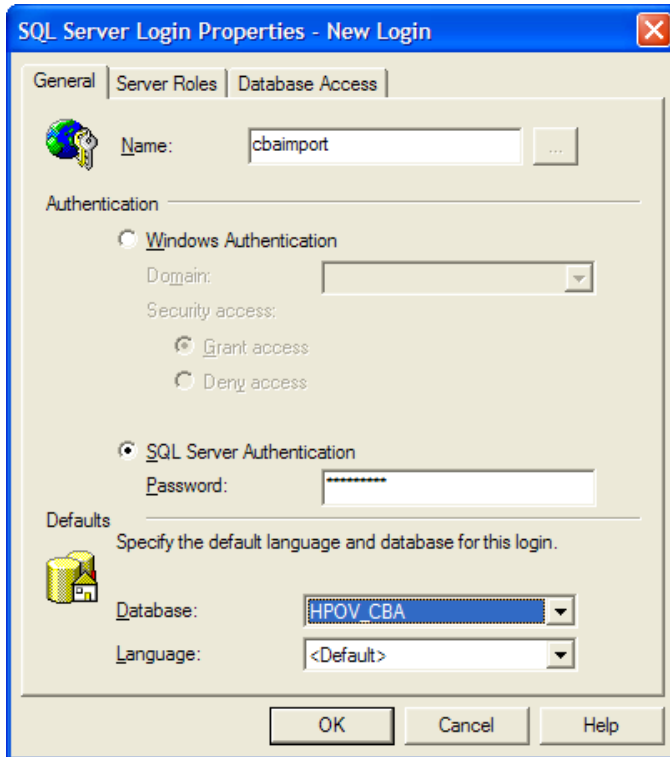 SQL Server Login Properties - New Login
General Server Roles Database Access
Name: cbaimport ...
Authentication
Windows Authentication
Domain:
Security access:
Grant access
Deny access
SQL Server Authentication
Password: *********
Defaults
Specify the default language and database for this login.
Database: HPOV_CBA
Language: <Default>
OK Cancel Help